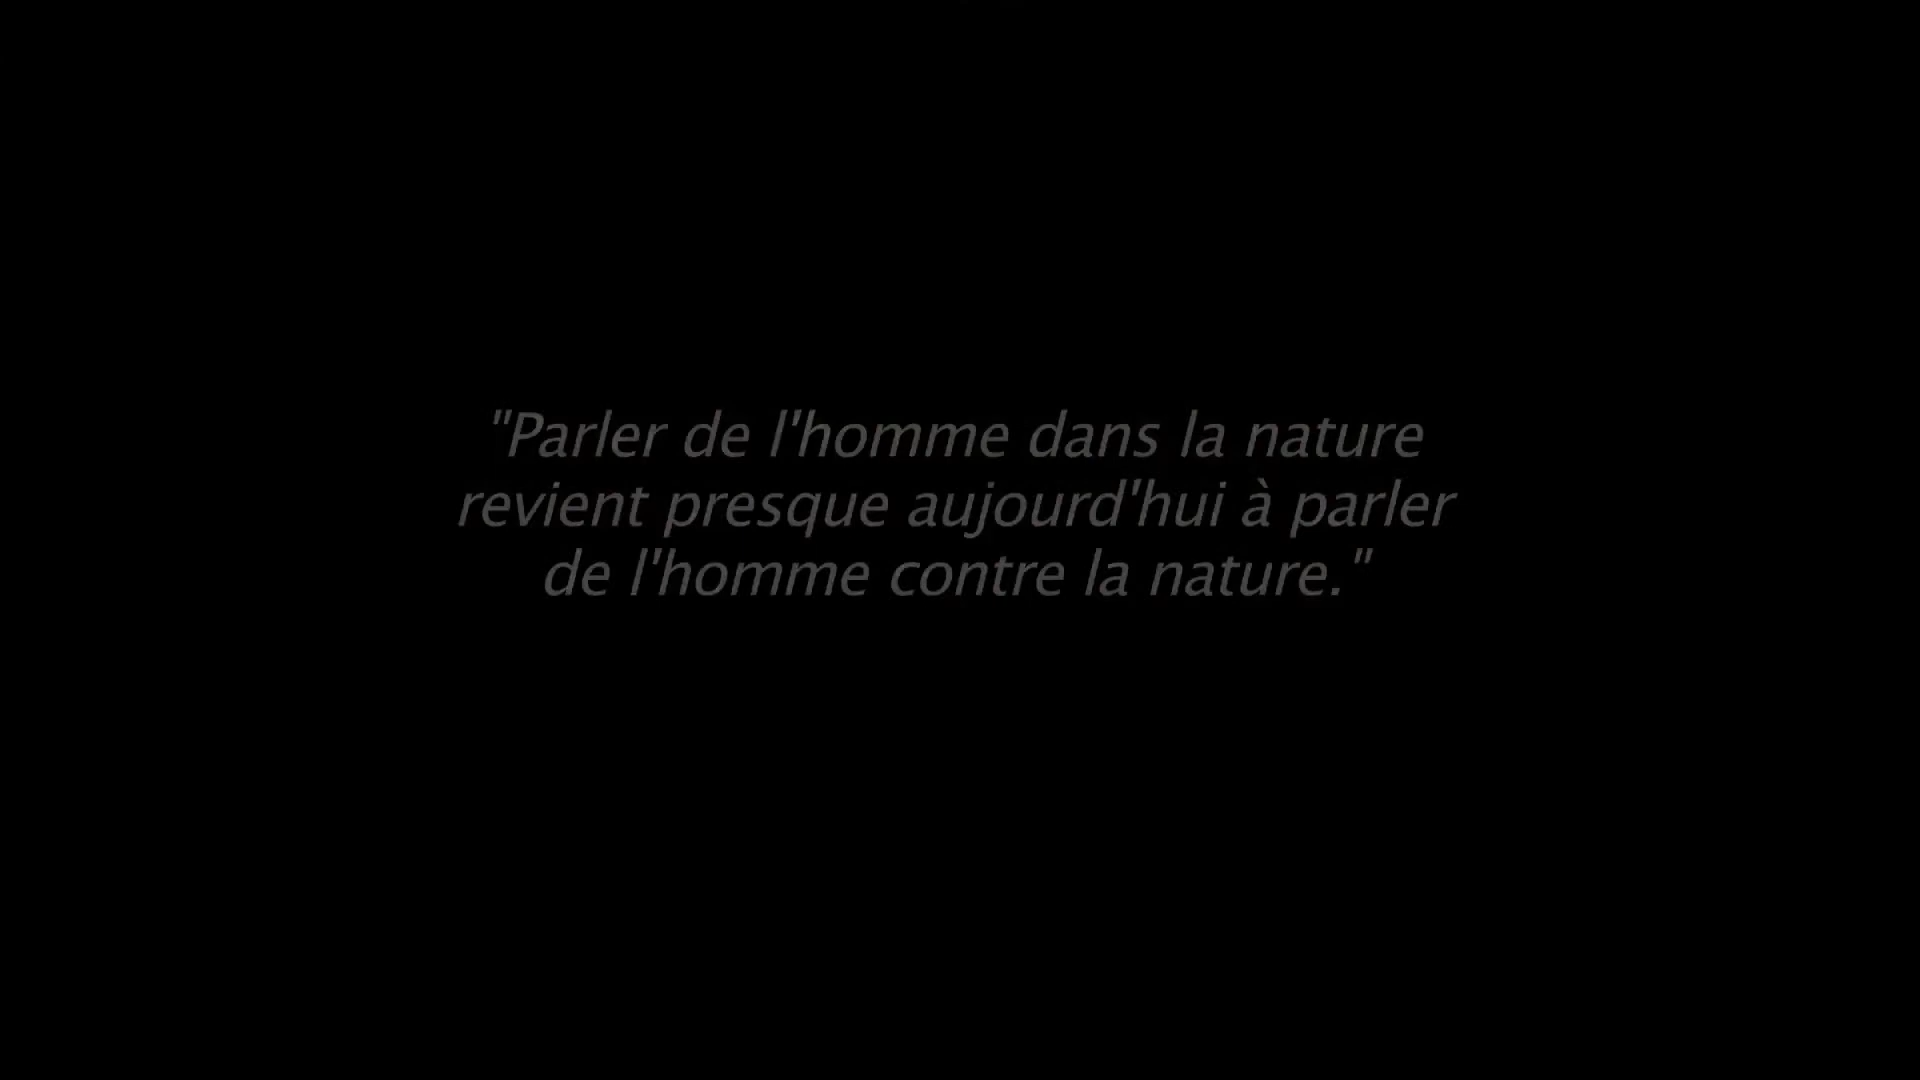 "Parler de l'homme dans la nature
revient presque aujourd'hui à parler
de l'homme contre la nature."